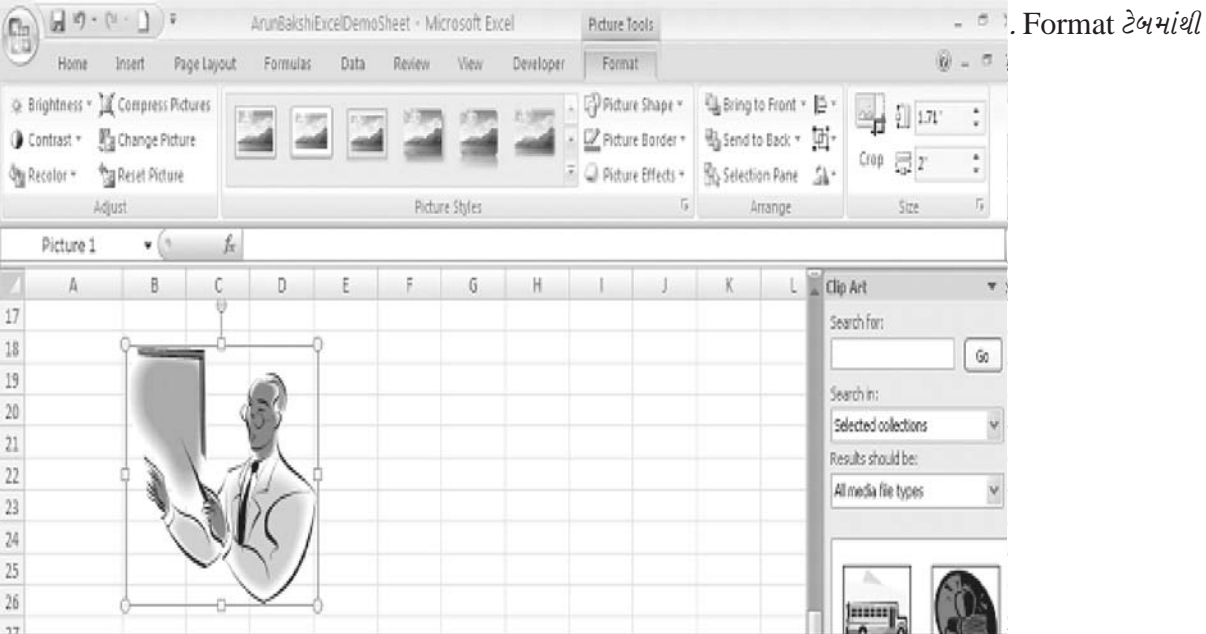 ArunBakshiExcelDemoSheet - Microsoft Excel Picture Tools
. Format ટેબમાંથી
Home Insert Page Layout Formulas Data Review View Developer Format
Brightness Compress Pictures Picture Shape Bring to Front 1.71"
Contrast Change Picture Picture Border Send to Back
Recolor Reset Picture Picture Effects Selection Pane Crop 2"
Adjust Picture Styles Arrange Size
Picture 1 fx
A B C D E F G H I J K L Clip Art
17 Search for:
18 Go
19 Search in:
20 Selected collections
21
22 Results should be:
23 All media file types
24
25
26
27